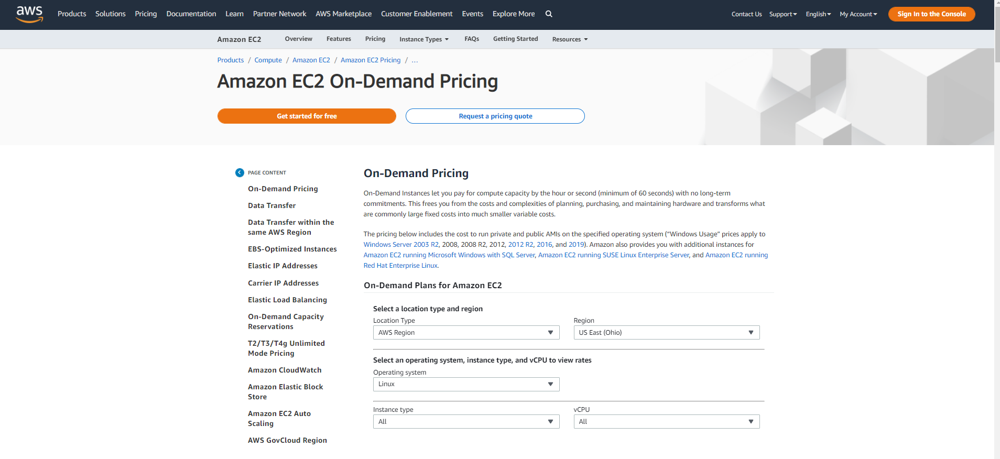 aws
Products Solutions Pricing Documentation Learn Partner Network AWS Marketplace Customer Enablement Events Explore More
Contact Us Support English My Account Sign In to the Console
Amazon EC2 Overview Features Pricing Instance Types FAQs Getting Started Resources
Products / Compute / Amazon EC2 / Amazon EC2 Pricing / ...
Amazon EC2 On-Demand Pricing
Get started for free Request a pricing quote
PAGE CONTENT
On-Demand Pricing
Data Transfer
Data Transfer within the
same AWS Region
EBS-Optimized Instances
Elastic IP Addresses
Carrier IP Addresses
Elastic Load Balancing
On-Demand Capacity
Reservations
T2/T3/T4g Unlimited
Mode Pricing
Amazon CloudWatch
Amazon Elastic Block
Store
Amazon EC2 Auto
Scaling
AWS GovCloud Region
On-Demand Pricing
On-Demand Instances let you pay for compute capacity by the hour or second (minimum of 60 seconds) with no long-term
commitments. This frees you from the costs and complexities of planning, purchasing, and maintaining hardware and transforms what
are commonly large fixed costs into much smaller variable costs.
The pricing below includes the cost to run private and public AMIs on the specified operating system (“Windows Usage” prices apply to
Windows Server 2003 R2, 2008, 2008 R2, 2012, 2012 R2, 2016, and 2019). Amazon also provides you with additional instances for
Amazon EC2 running Microsoft Windows with SQL Server, Amazon EC2 running SUSE Linux Enterprise Server, and Amazon EC2 running
Red Hat Enterprise Linux.
On-Demand Plans for Amazon EC2
Select a location type and region
Location Type Region
AWS Region US East (Ohio)
Select an operating system, instance type, and vCPU to view rates
Operating system
Linux
Instance type vCPU
All All